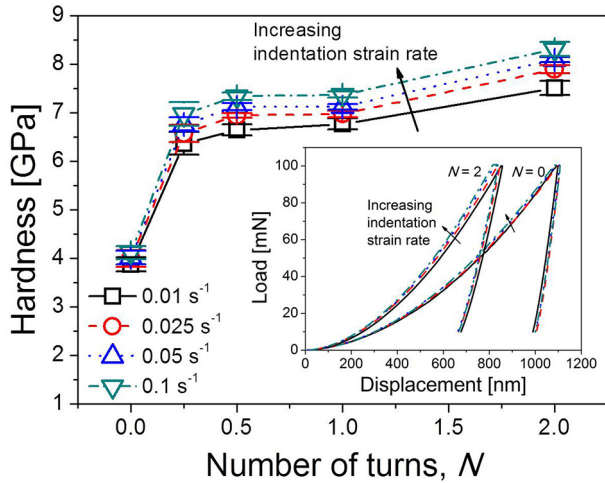 Increasing
indentation strain rate
Hardness [GPa]
9
8
7
6
5
4
3
2
1
0.0
0.5
1.0
1.5
2.0
Number of turns, N
0.01 s⁻¹
0.025 s⁻¹
0.05 s⁻¹
0.1 s⁻¹
N = 2
N = 0
Increasing
indentation
strain rate
Load [mN]
100
80
60
40
20
0
0 200 400 600 800 1000 1200
Displacement [nm]